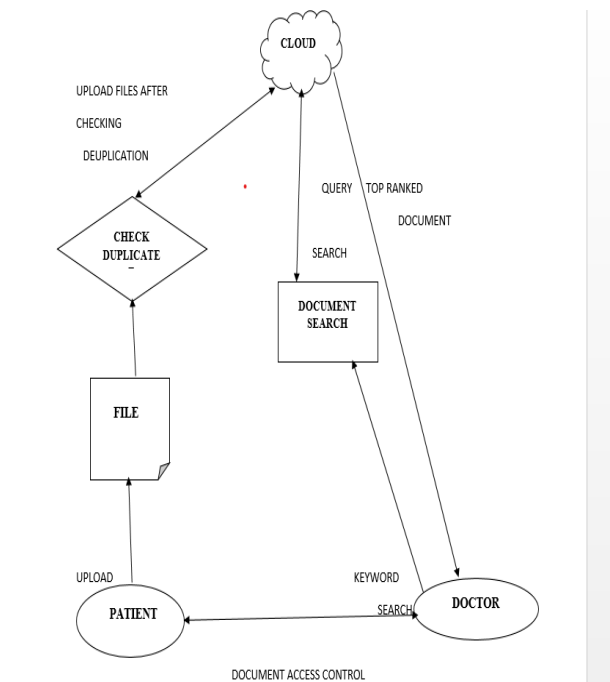 CLOUD
UPLOAD FILES AFTER
CHECKING
DEUPLICATION
QUERY
TOP RANKED
DOCUMENT
CHECK
DUPLICATE
SEARCH
DOCUMENT
SEARCH
FILE
UPLOAD
KEYWORD
SEARCH
PATIENT
DOCTOR
DOCUMENT ACCESS CONTROL